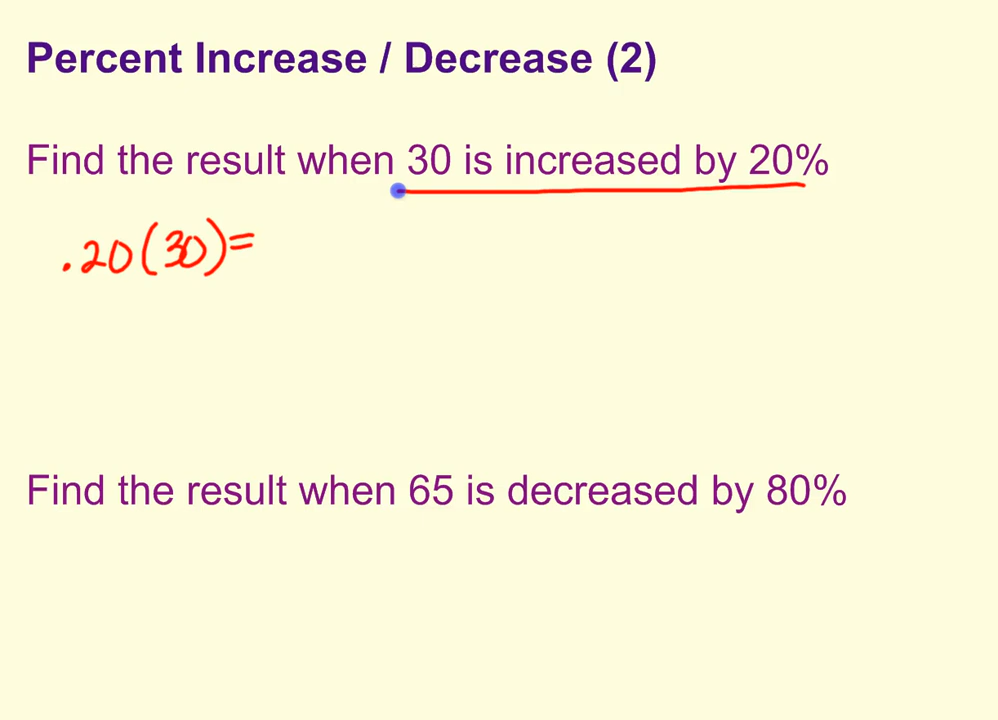 Percent Increase / Decrease (2)
Find the result when 30 is increased by 20%
.20(30)=
Find the result when 65 is decreased by 80%